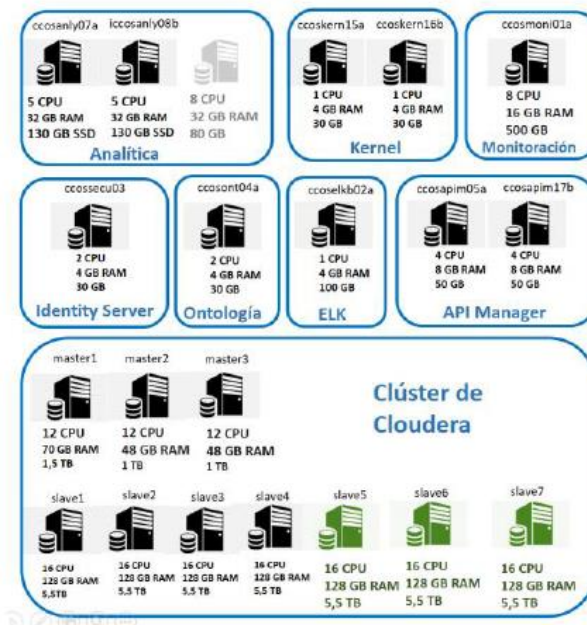 ccosanly07a iccosanly08b
5 CPU 5 CPU 8 CPU
32 GB RAM 32 GB RAM 32 GB RAM
130 GB SSD 130 GB SSD 80 GB
Analítica
ccoskern15a ccoskern16b
1 CPU 1 CPU
4 GB RAM 4 GB RAM
30 GB 30 GB
Kernel
ccosmoni01a
8 CPU
16 GB RAM
500 GB
Monitoración
ccossecu03
2 CPU
4 GB RAM
30 GB
Identity Server
ccosont04a
2 CPU
4 GB RAM
30 GB
Ontología
ccoselkb02a
1 CPU
4 GB RAM
100 GB
ELK
ccosapim05a ccosapim17b
4 CPU 4 CPU
8 GB RAM 8 GB RAM
50 GB 50 GB
API Manager
Clúster de
Cloudera
master1 master2 master3
12 CPU 12 CPU 12 CPU
70 GB RAM 48 GB RAM 48 GB RAM
1,5 TB 1 TB 1 TB
slave1 slave2 slave3 slave4 slave5 slave6 slave7
16 CPU 16 CPU 16 CPU 16 CPU 16 CPU 16 CPU 16 CPU
128 GB RAM 128 GB RAM 128 GB RAM 128 GB RAM 128 GB RAM 128 GB RAM 128 GB RAM
5,5TB 5,5 TB 5,5 TB 5,5 TB 5,5 TB 5,5 TB 5,5 TB